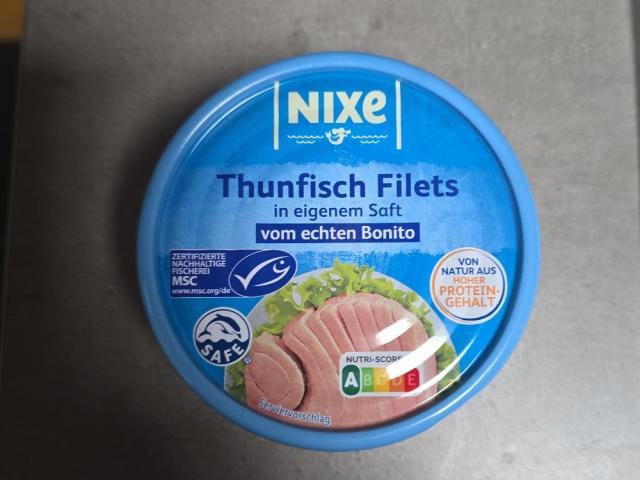 NIXe
Thunfisch Filets
in eigenem Saft
vom echten Bonito
ZERTIFIZIERTE
NACHHALTIGE
FISCHEREI
MSC
www.msc.org/de
VON
NATUR AUS
HOHER
PROTEIN-
GEHALT
SAFE
NUTRI-SCORE
A B C D E
Serviervorschlag